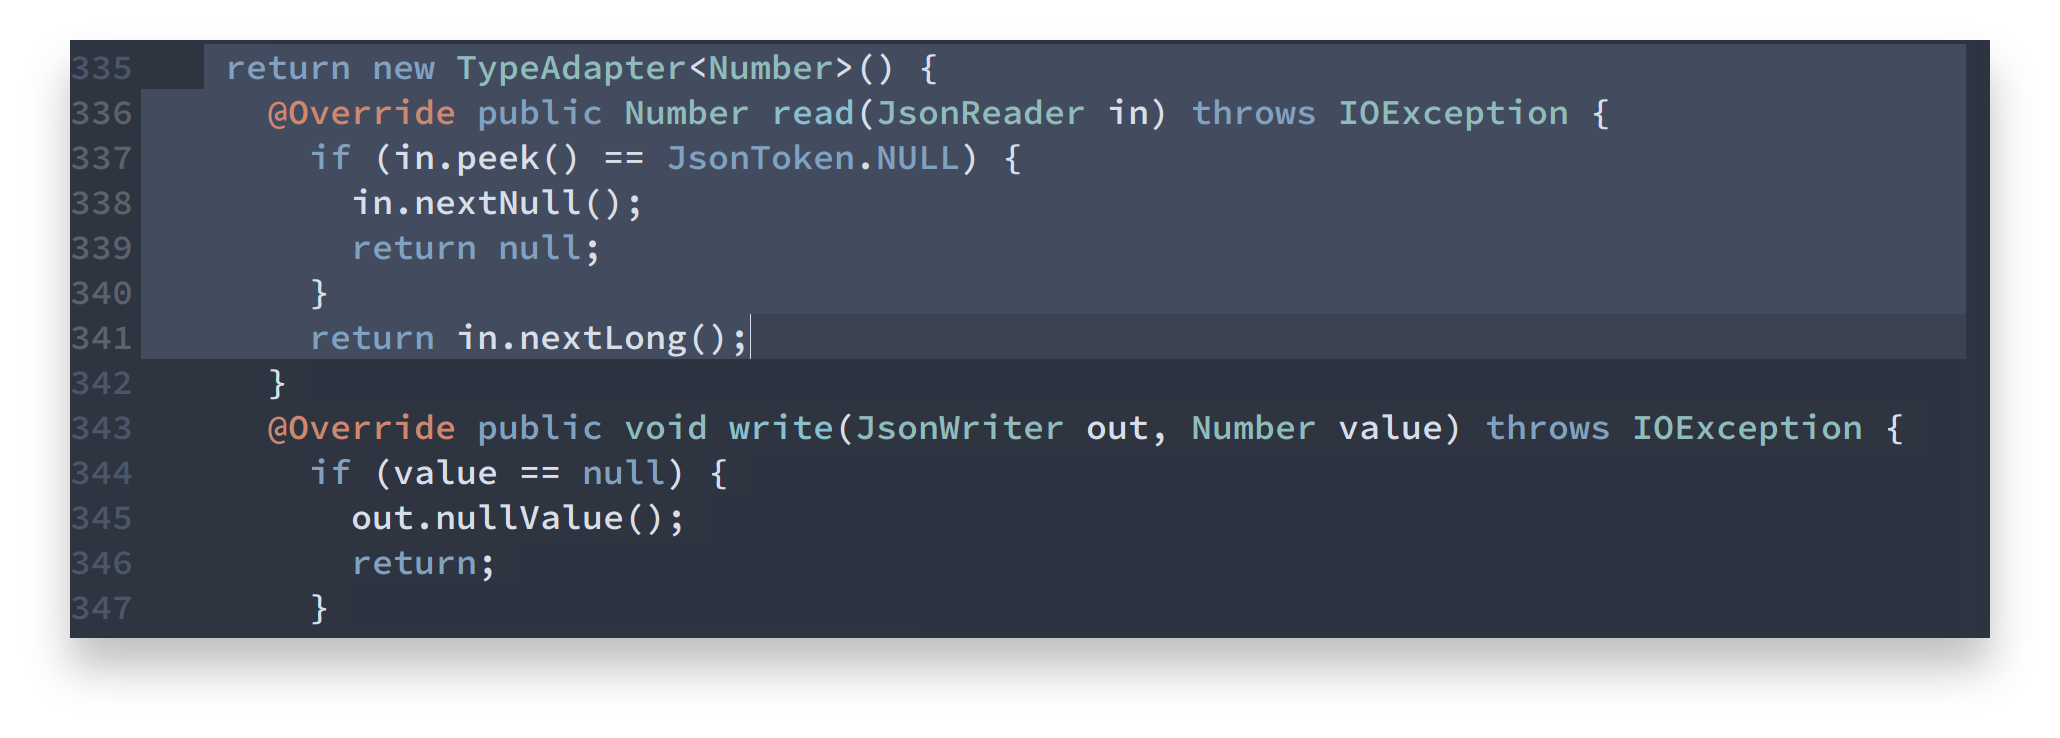 335 return new TypeAdapter<Number>() {
336 @Override public Number read(JsonReader in) throws IOException {
337 if (in.peek() == JsonToken.NULL) {
338 in.nextNull();
339 return null;
340 }
341 return in.nextLong();
342 }
343 @Override public void write(JsonWriter out, Number value) throws IOException {
344 if (value == null) {
345 out.nullValue();
346 return;
347 }